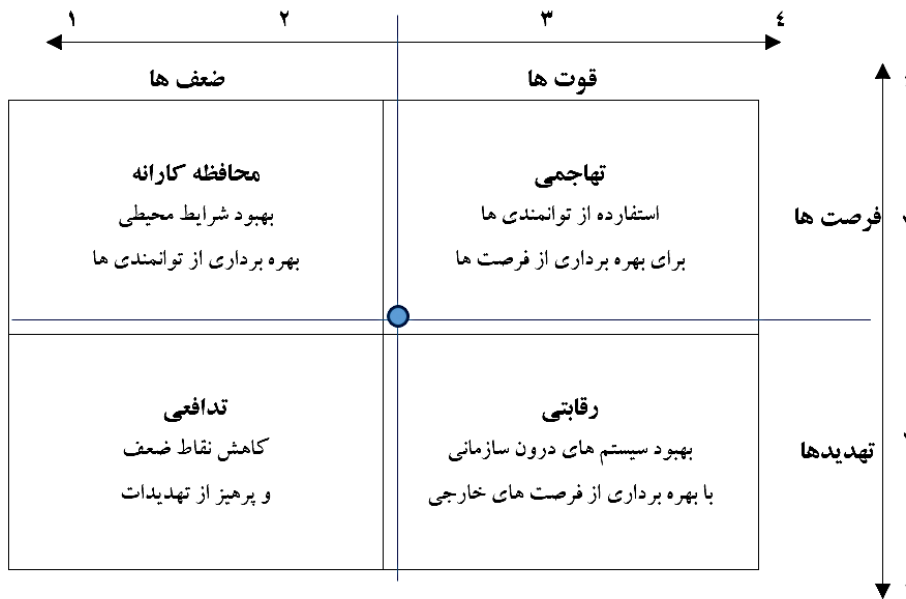 ۱ ۲ ۳ ٤
ضعف ها
قوت ها
محافظه کارانه
بهبود شرایط محیطی
بهره برداری از توانمندی ها
تهاجمی
استفارده از توانمندی ها
برای بهره برداری از فرصت ها
فرصت ها
تدافعی
کاهش نقاط ضعف
و پرهیز از تهدیدات
رقابتی
بهبود سیستم های درون سازمانی
با بهره برداری از فرصت های خارجی
تهدیدها